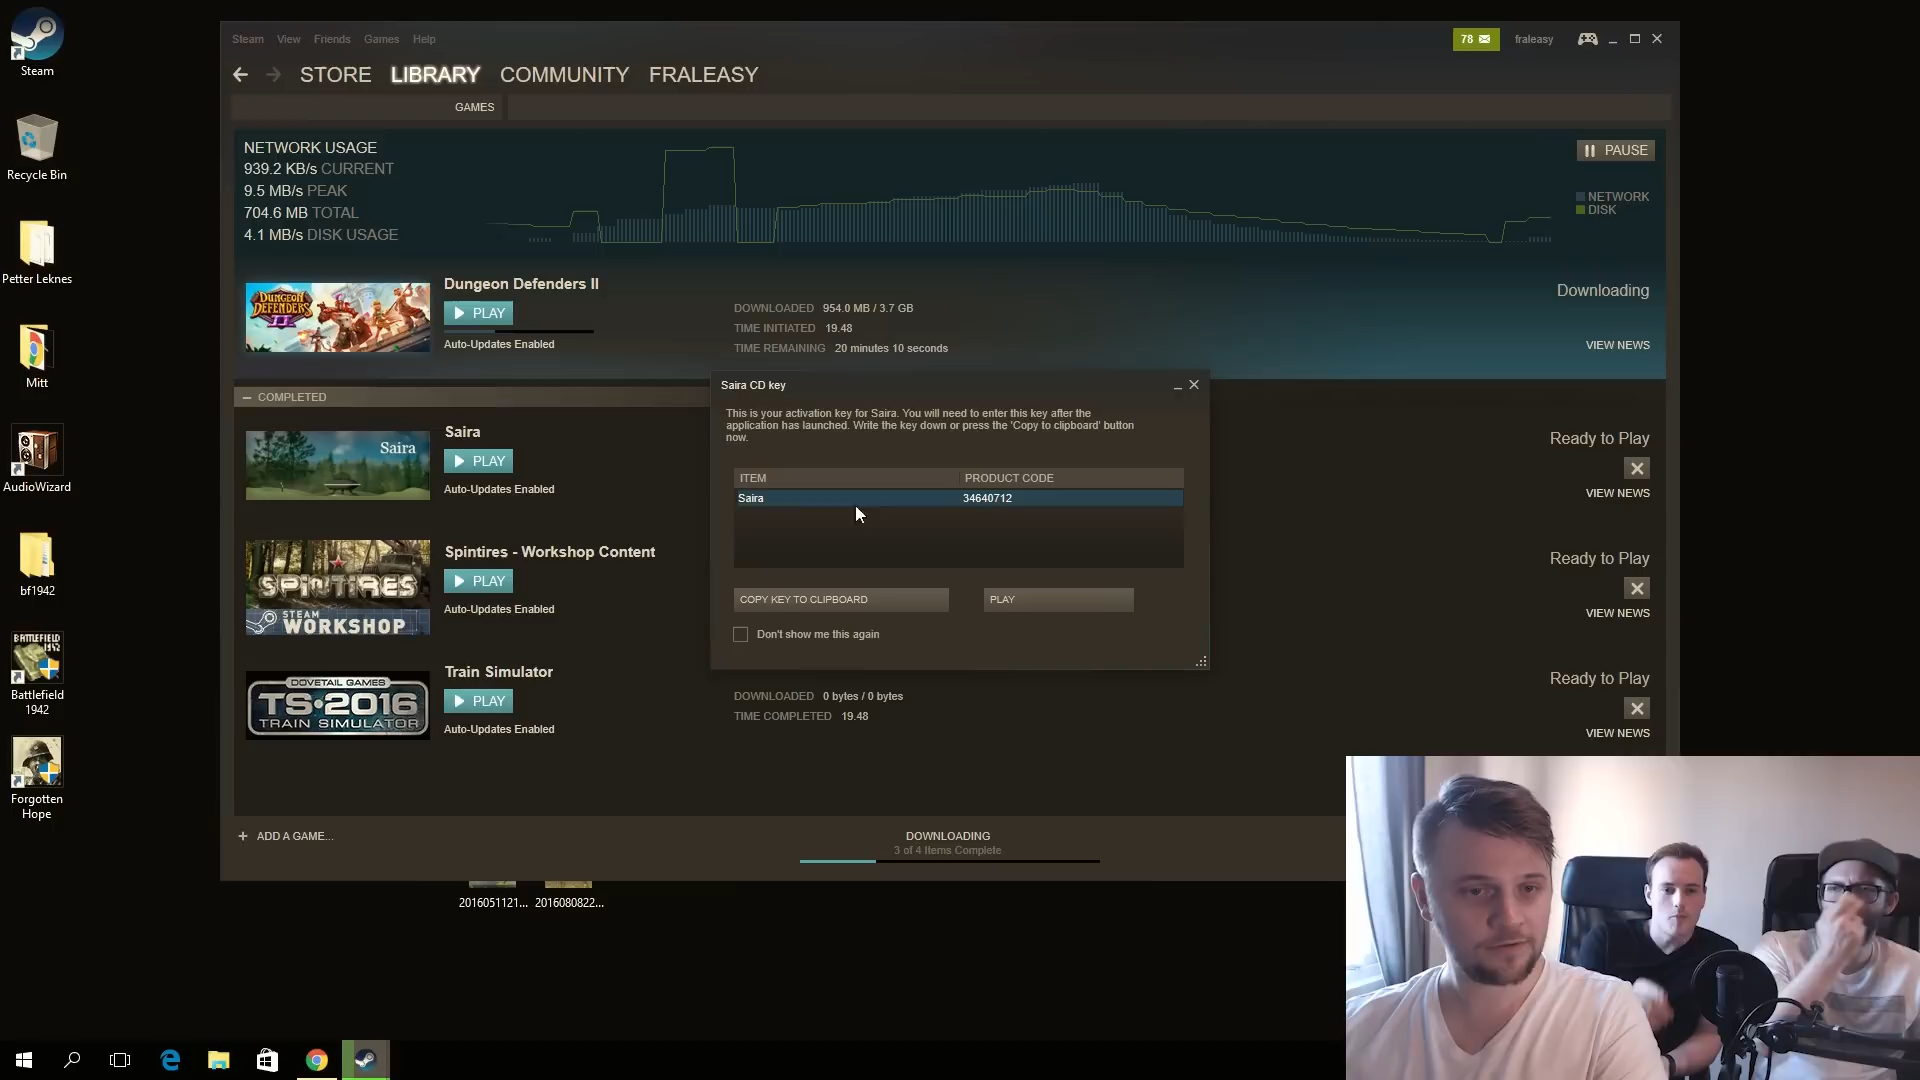 Steam
Recycle Bin
Petter Leknes
Mitt
AudioWizard
bf1942
BATTLEFIELD
1942
Battlefield
1942
Forgotten
Hope
Steam View Friends Games Help
78
fraleasy
STORE LIBRARY COMMUNITY FRALEASY
GAMES
NETWORK USAGE
939.2 KB/s CURRENT
9.5 MB/s PEAK
704.6 MB TOTAL
4.1 MB/s DISK USAGE
PAUSE
NETWORK
DISK
DUNGEON
DEFENDERS
II
Dungeon Defenders II
PLAY
Auto-Updates Enabled
DOWNLOADED 954.0 MB / 3.7 GB
TIME INITIATED 19.48
TIME REMAINING 20 minutes 10 seconds
Downloading
VIEW NEWS
COMPLETED
Saira
Saira
PLAY
Auto-Updates Enabled
Ready to Play
VIEW NEWS
SPINTIRES
STEAM
WORKSHOP
Spintires - Workshop Content
PLAY
Auto-Updates Enabled
Ready to Play
VIEW NEWS
DOVETAIL GAMES
TS·2016
TRAIN SIMULATOR
Train Simulator
PLAY
Auto-Updates Enabled
DOWNLOADED 0 bytes / 0 bytes
TIME COMPLETED 19.48
Ready to Play
VIEW NEWS
Saira CD key
This is your activation key for Saira. You will need to enter this key after the
application has launched. Write the key down or press the 'Copy to clipboard' button
now.
ITEM PRODUCT CODE
Saira 34640712
COPY KEY TO CLIPBOARD
PLAY
Don't show me this again
+ ADD A GAME...
DOWNLOADING
3 of 4 Items Complete
2016051121... 2016080822...